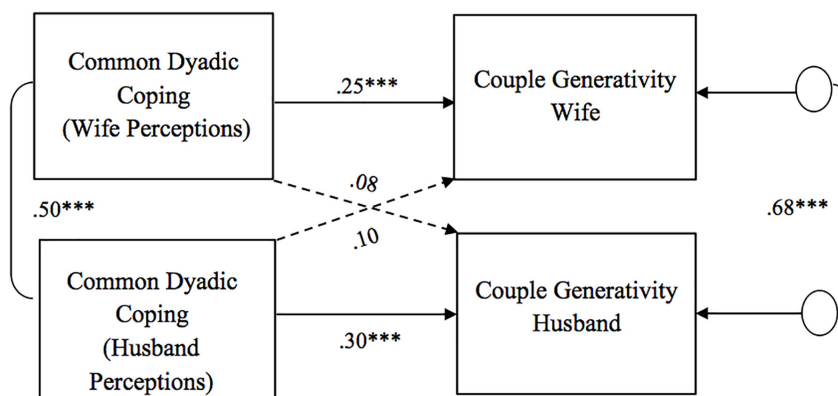 Common Dyadic
Coping
(Wife Perceptions)
.25***
Couple Generativity
Wife
.50***
.08
.10
.68***
Common Dyadic
Coping
(Husband
Perceptions)
.30***
Couple Generativity
Husband